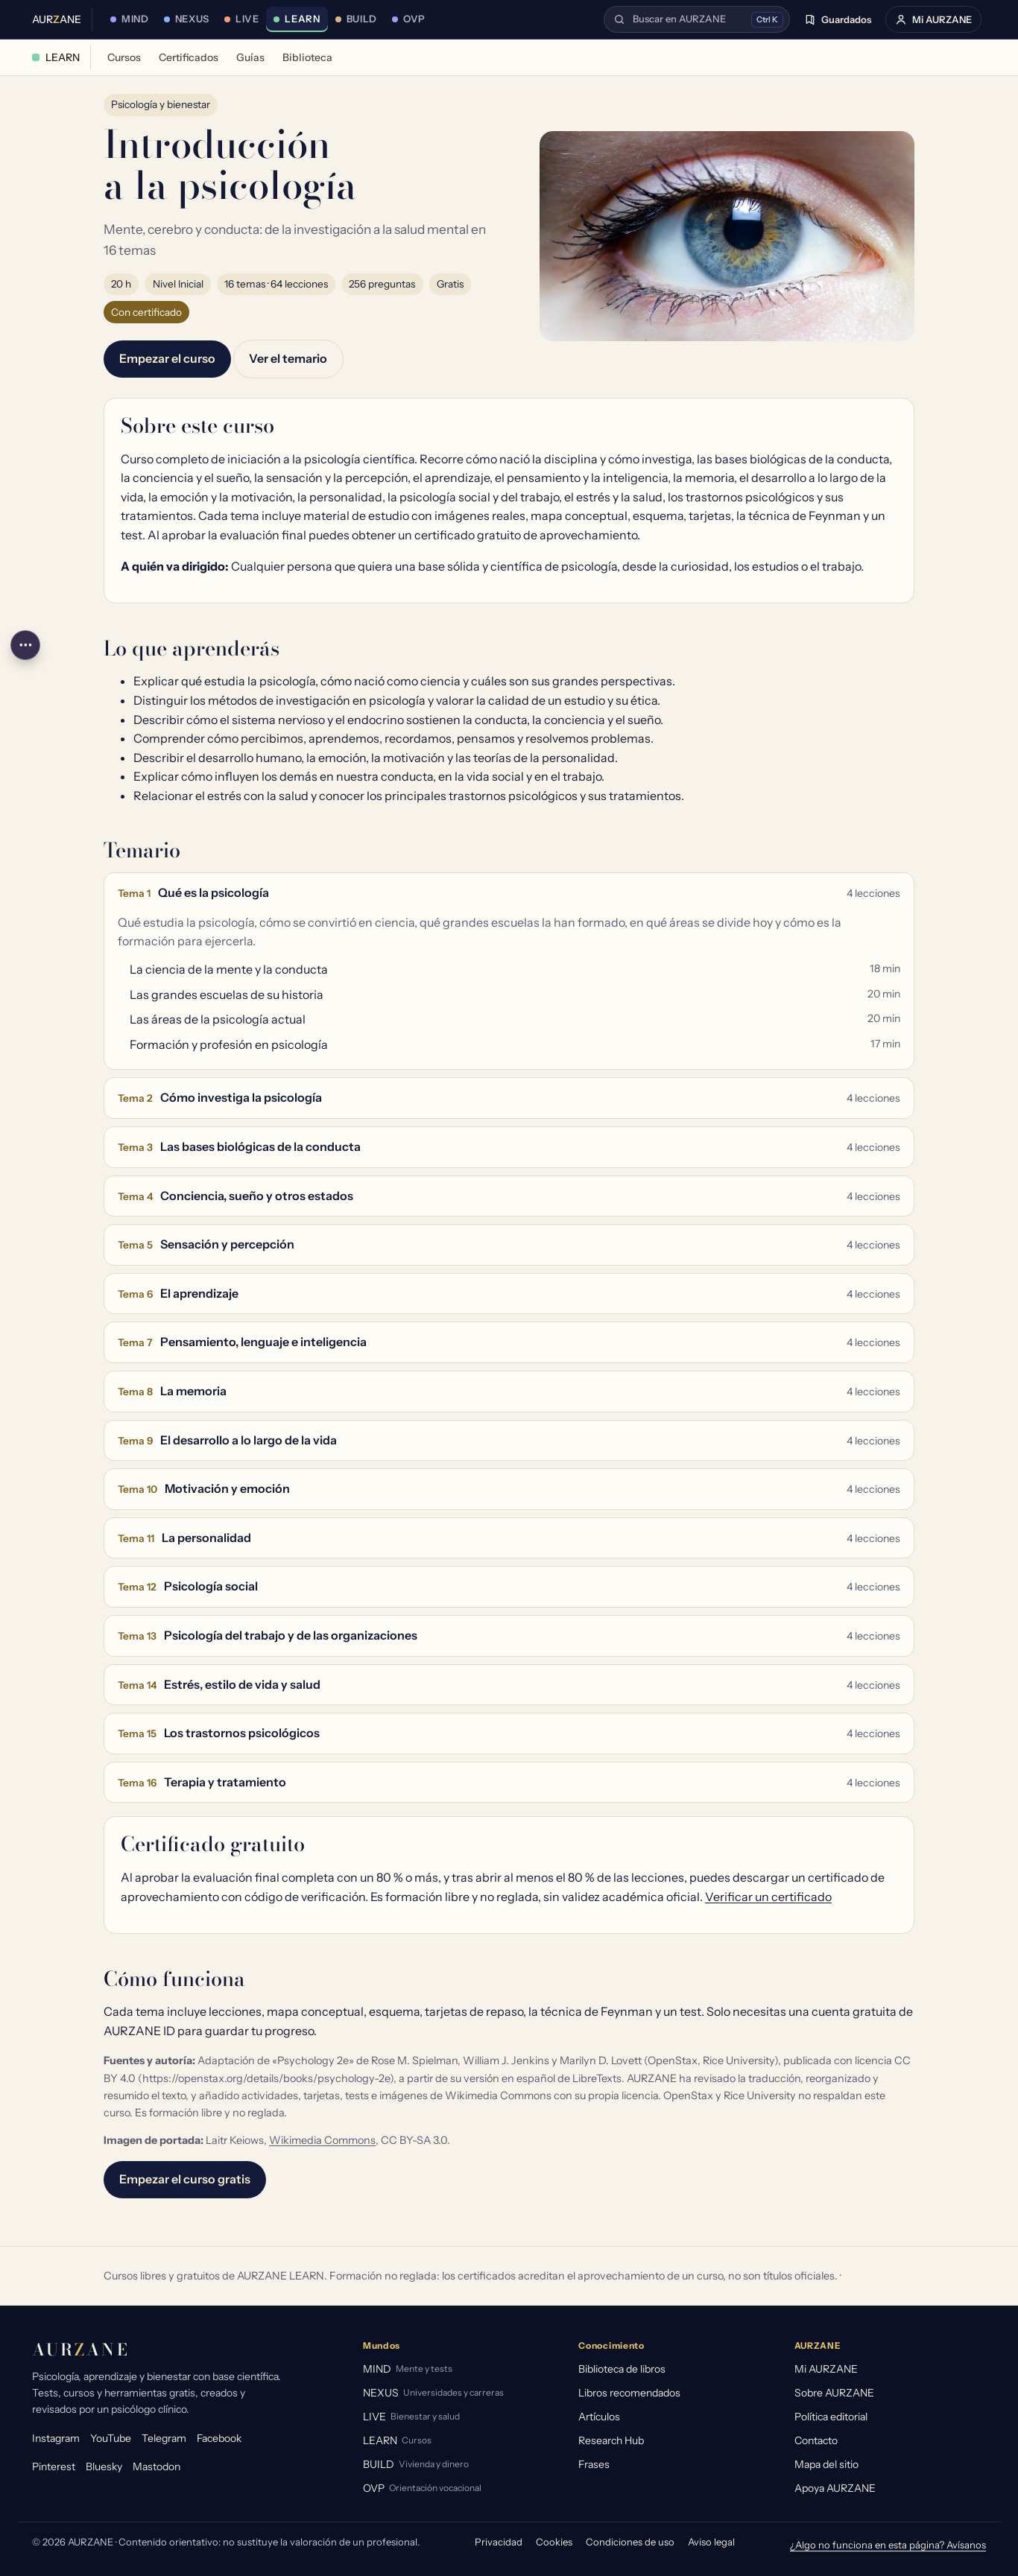 AURZANE
MIND
NEXUS
LIVE
LEARN
BUILD
OVP
Buscar en AURZANE
Ctrl K
Guardados
Mi AURZANE
LEARN
Cursos
Certificados
Guías
Biblioteca
Psicología y bienestar
Introducción
a la psicología
Mente, cerebro y conducta: de la investigación a la salud mental en
16 temas
20 h
Nivel Inicial
16 temas · 64 lecciones
256 preguntas
Gratis
Con certificado
Empezar el curso
Ver el temario
Sobre este curso
Curso completo de iniciación a la psicología científica. Recorre cómo nació la disciplina y cómo investiga, las bases biológicas de la conducta,
la conciencia y el sueño, la sensación y la percepción, el aprendizaje, el pensamiento y la inteligencia, la memoria, el desarrollo a lo largo de la
vida, la emoción y la motivación, la personalidad, la psicología social y del trabajo, el estrés y la salud, los trastornos psicológicos y sus
tratamientos. Cada tema incluye material de estudio con imágenes reales, mapa conceptual, esquema, tarjetas, la técnica de Feynman y un
test. Al aprobar la evaluación final puedes obtener un certificado gratuito de aprovechamiento.
A quién va dirigido: Cualquier persona que quiera una base sólida y científica de psicología, desde la curiosidad, los estudios o el trabajo.
Lo que aprenderás
• Explicar qué estudia la psicología, cómo nació como ciencia y cuáles son sus grandes perspectivas.
• Distinguir los métodos de investigación en psicología y valorar la calidad de un estudio y su ética.
• Describir cómo el sistema nervioso y el endocrino sostienen la conducta, la conciencia y el sueño.
• Comprender cómo percibimos, aprendemos, recordamos, pensamos y resolvemos problemas.
• Describir el desarrollo humano, la emoción, la motivación y las teorías de la personalidad.
• Explicar cómo influyen los demás en nuestra conducta, en la vida social y en el trabajo.
• Relacionar el estrés con la salud y conocer los principales trastornos psicológicos y sus tratamientos.
Temario
Tema 1 Qué es la psicología 4 lecciones
Qué estudia la psicología, cómo se convirtió en ciencia, qué grandes escuelas la han formado, en qué áreas se divide hoy y cómo es la
formación para ejercerla.
La ciencia de la mente y la conducta 18 min
Las grandes escuelas de su historia 20 min
Las áreas de la psicología actual 20 min
Formación y profesión en psicología 17 min
Tema 2 Cómo investiga la psicología 4 lecciones
Tema 3 Las bases biológicas de la conducta 4 lecciones
Tema 4 Conciencia, sueño y otros estados 4 lecciones
Tema 5 Sensación y percepción 4 lecciones
Tema 6 El aprendizaje 4 lecciones
Tema 7 Pensamiento, lenguaje e inteligencia 4 lecciones
Tema 8 La memoria 4 lecciones
Tema 9 El desarrollo a lo largo de la vida 4 lecciones
Tema 10 Motivación y emoción 4 lecciones
Tema 11 La personalidad 4 lecciones
Tema 12 Psicología social 4 lecciones
Tema 13 Psicología del trabajo y de las organizaciones 4 lecciones
Tema 14 Estrés, estilo de vida y salud 4 lecciones
Tema 15 Los trastornos psicológicos 4 lecciones
Tema 16 Terapia y tratamiento 4 lecciones
Certificado gratuito
Al aprobar la evaluación final completa con un 80 % o más, y tras abrir al menos el 80 % de las lecciones, puedes descargar un certificado de
aprovechamiento con código de verificación. Es formación libre y no reglada, sin validez académica oficial. Verificar un certificado
Cómo funciona
Cada tema incluye lecciones, mapa conceptual, esquema, tarjetas de repaso, la técnica de Feynman y un test. Solo necesitas una cuenta gratuita de
AURZANE ID para guardar tu progreso.
Fuentes y autoría: Adaptación de «Psychology 2e» de Rose M. Spielman, William J. Jenkins y Marilyn D. Lovett (OpenStax, Rice University), publicada con licencia CC
BY 4.0 (https://openstax.org/details/books/psychology-2e), a partir de su versión en español de LibreTexts. AURZANE ha revisado la traducción, reorganizado y
resumido el texto, y añadido actividades, tarjetas, tests e imágenes de Wikimedia Commons con su propia licencia. OpenStax y Rice University no respaldan este
curso. Es formación libre y no reglada.
Imagen de portada: Laitr Keiows, Wikimedia Commons, CC BY-SA 3.0.
Empezar el curso gratis
Cursos libres y gratuitos de AURZANE LEARN. Formación no reglada: los certificados acreditan el aprovechamiento de un curso, no son títulos oficiales. ·
AURZANE
Psicología, aprendizaje y bienestar con base científica.
Tests, cursos y herramientas gratis, creados y
revisados por un psicólogo clínico.
Instagram YouTube Telegram Facebook
Pinterest Bluesky Mastodon
Mundos
MIND Mente y tests
NEXUS Universidades y carreras
LIVE Bienestar y salud
LEARN Cursos
BUILD Vivienda y dinero
OVP Orientación vocacional
Conocimiento
Biblioteca de libros
Libros recomendados
Artículos
Research Hub
Frases
AURZANE
Mi AURZANE
Sobre AURZANE
Política editorial
Contacto
Mapa del sitio
Apoya AURZANE
© 2026 AURZANE · Contenido orientativo: no sustituye la valoración de un profesional.
Privacidad Cookies Condiciones de uso Aviso legal
¿Algo no funciona en esta página? Avísanos